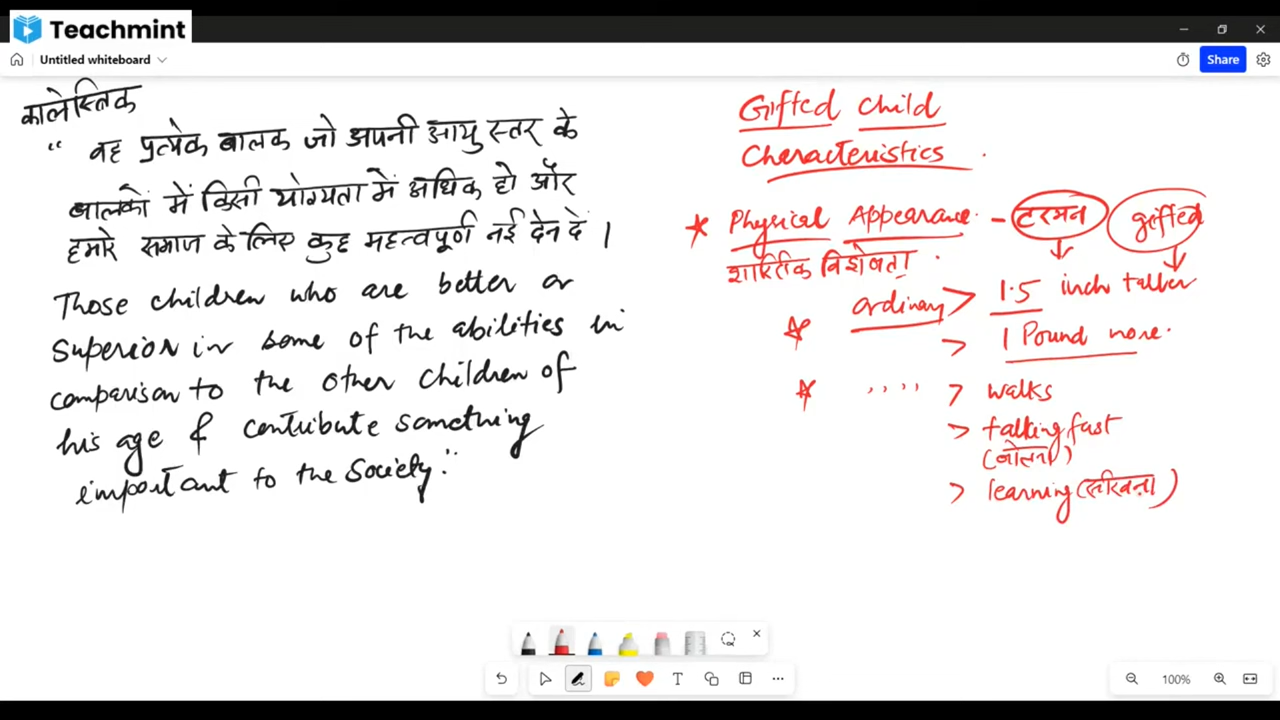 Teachmint
Untitled whiteboard
Share
कालेस्तिक
“ वह प्रत्येक बालक जो अपनी आयु स्तर के
बालकों में किसी योग्यता में अधिक हो और
हमारे समाज के लिए कुछ महत्वपूर्ण नई देन दे ।
Those children who are better or
Superior in some of the abilities in
comparison to the other children of
his age & contribute something
important to the Society."
Gifted Child
Characteristics .
* Physical Appearance - टरमन gifted
शारीरिक विशेषता .
ordinary > 1.5 inch taller
* > 1 Pound more.
* ,, ,, > walks
> talking fast
(बोलना)
> learning (सीखना)
100%